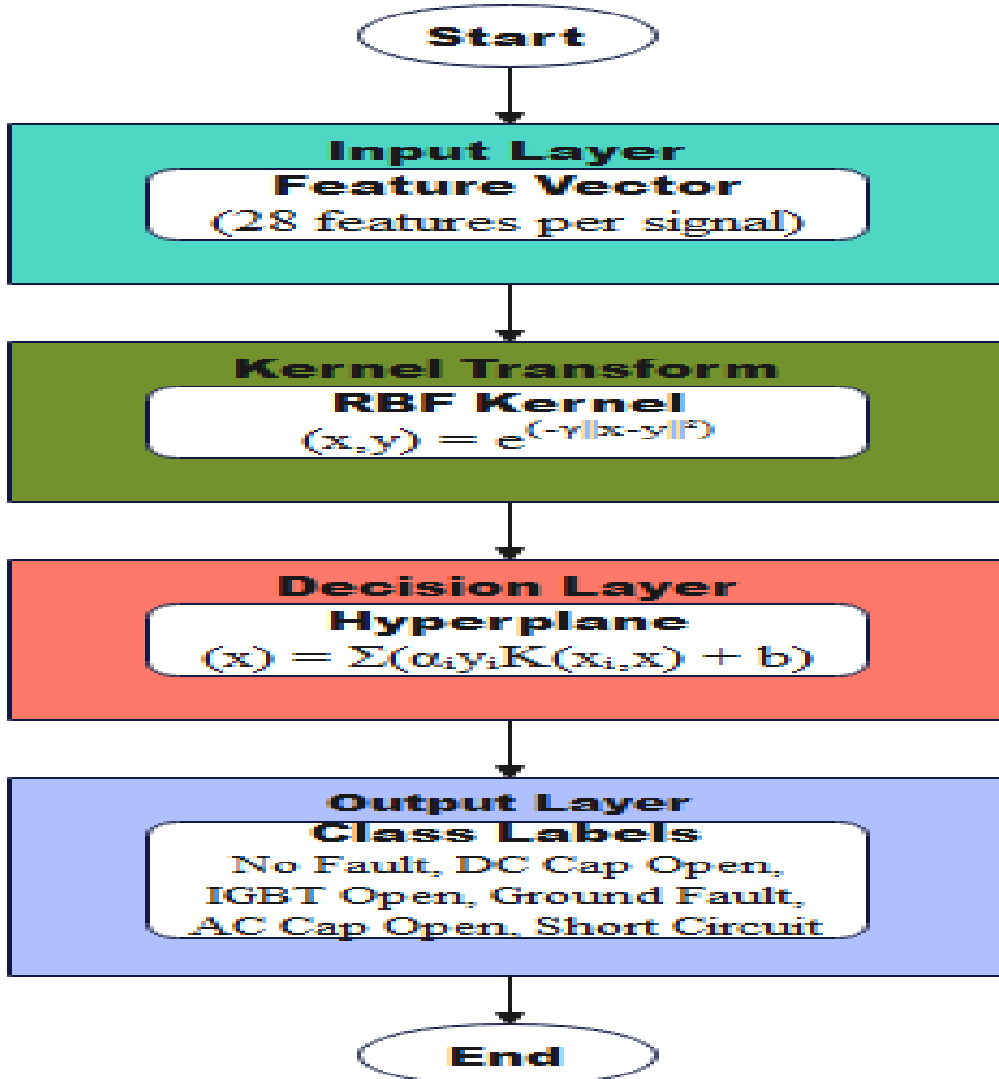 Start
Input Layer
Feature Vector
(28 features per signal)
Kernel Transform
RBF Kernel
(x,y) = e^(-γ||x-y||²)
Decision Layer
Hyperplane
(x) = Σ(αᵢyᵢK(xᵢ,x) + b)
Output Layer
Class Labels
No Fault, DC Cap Open,
IGBT Open, Ground Fault,
AC Cap Open, Short Circuit
End